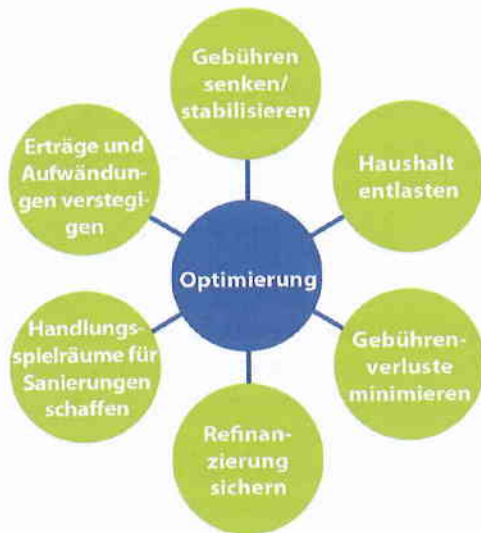 Gebühren
senken/
stabilisieren
Haushalt
entlasten
Gebühren-
verluste
minimieren
Refinan-
zierung
sichern
Handlungs-
spielräume für
Sanierungen
schaffen
Erträge und
Aufwändun-
gen verstegi-
gen
Optimierung